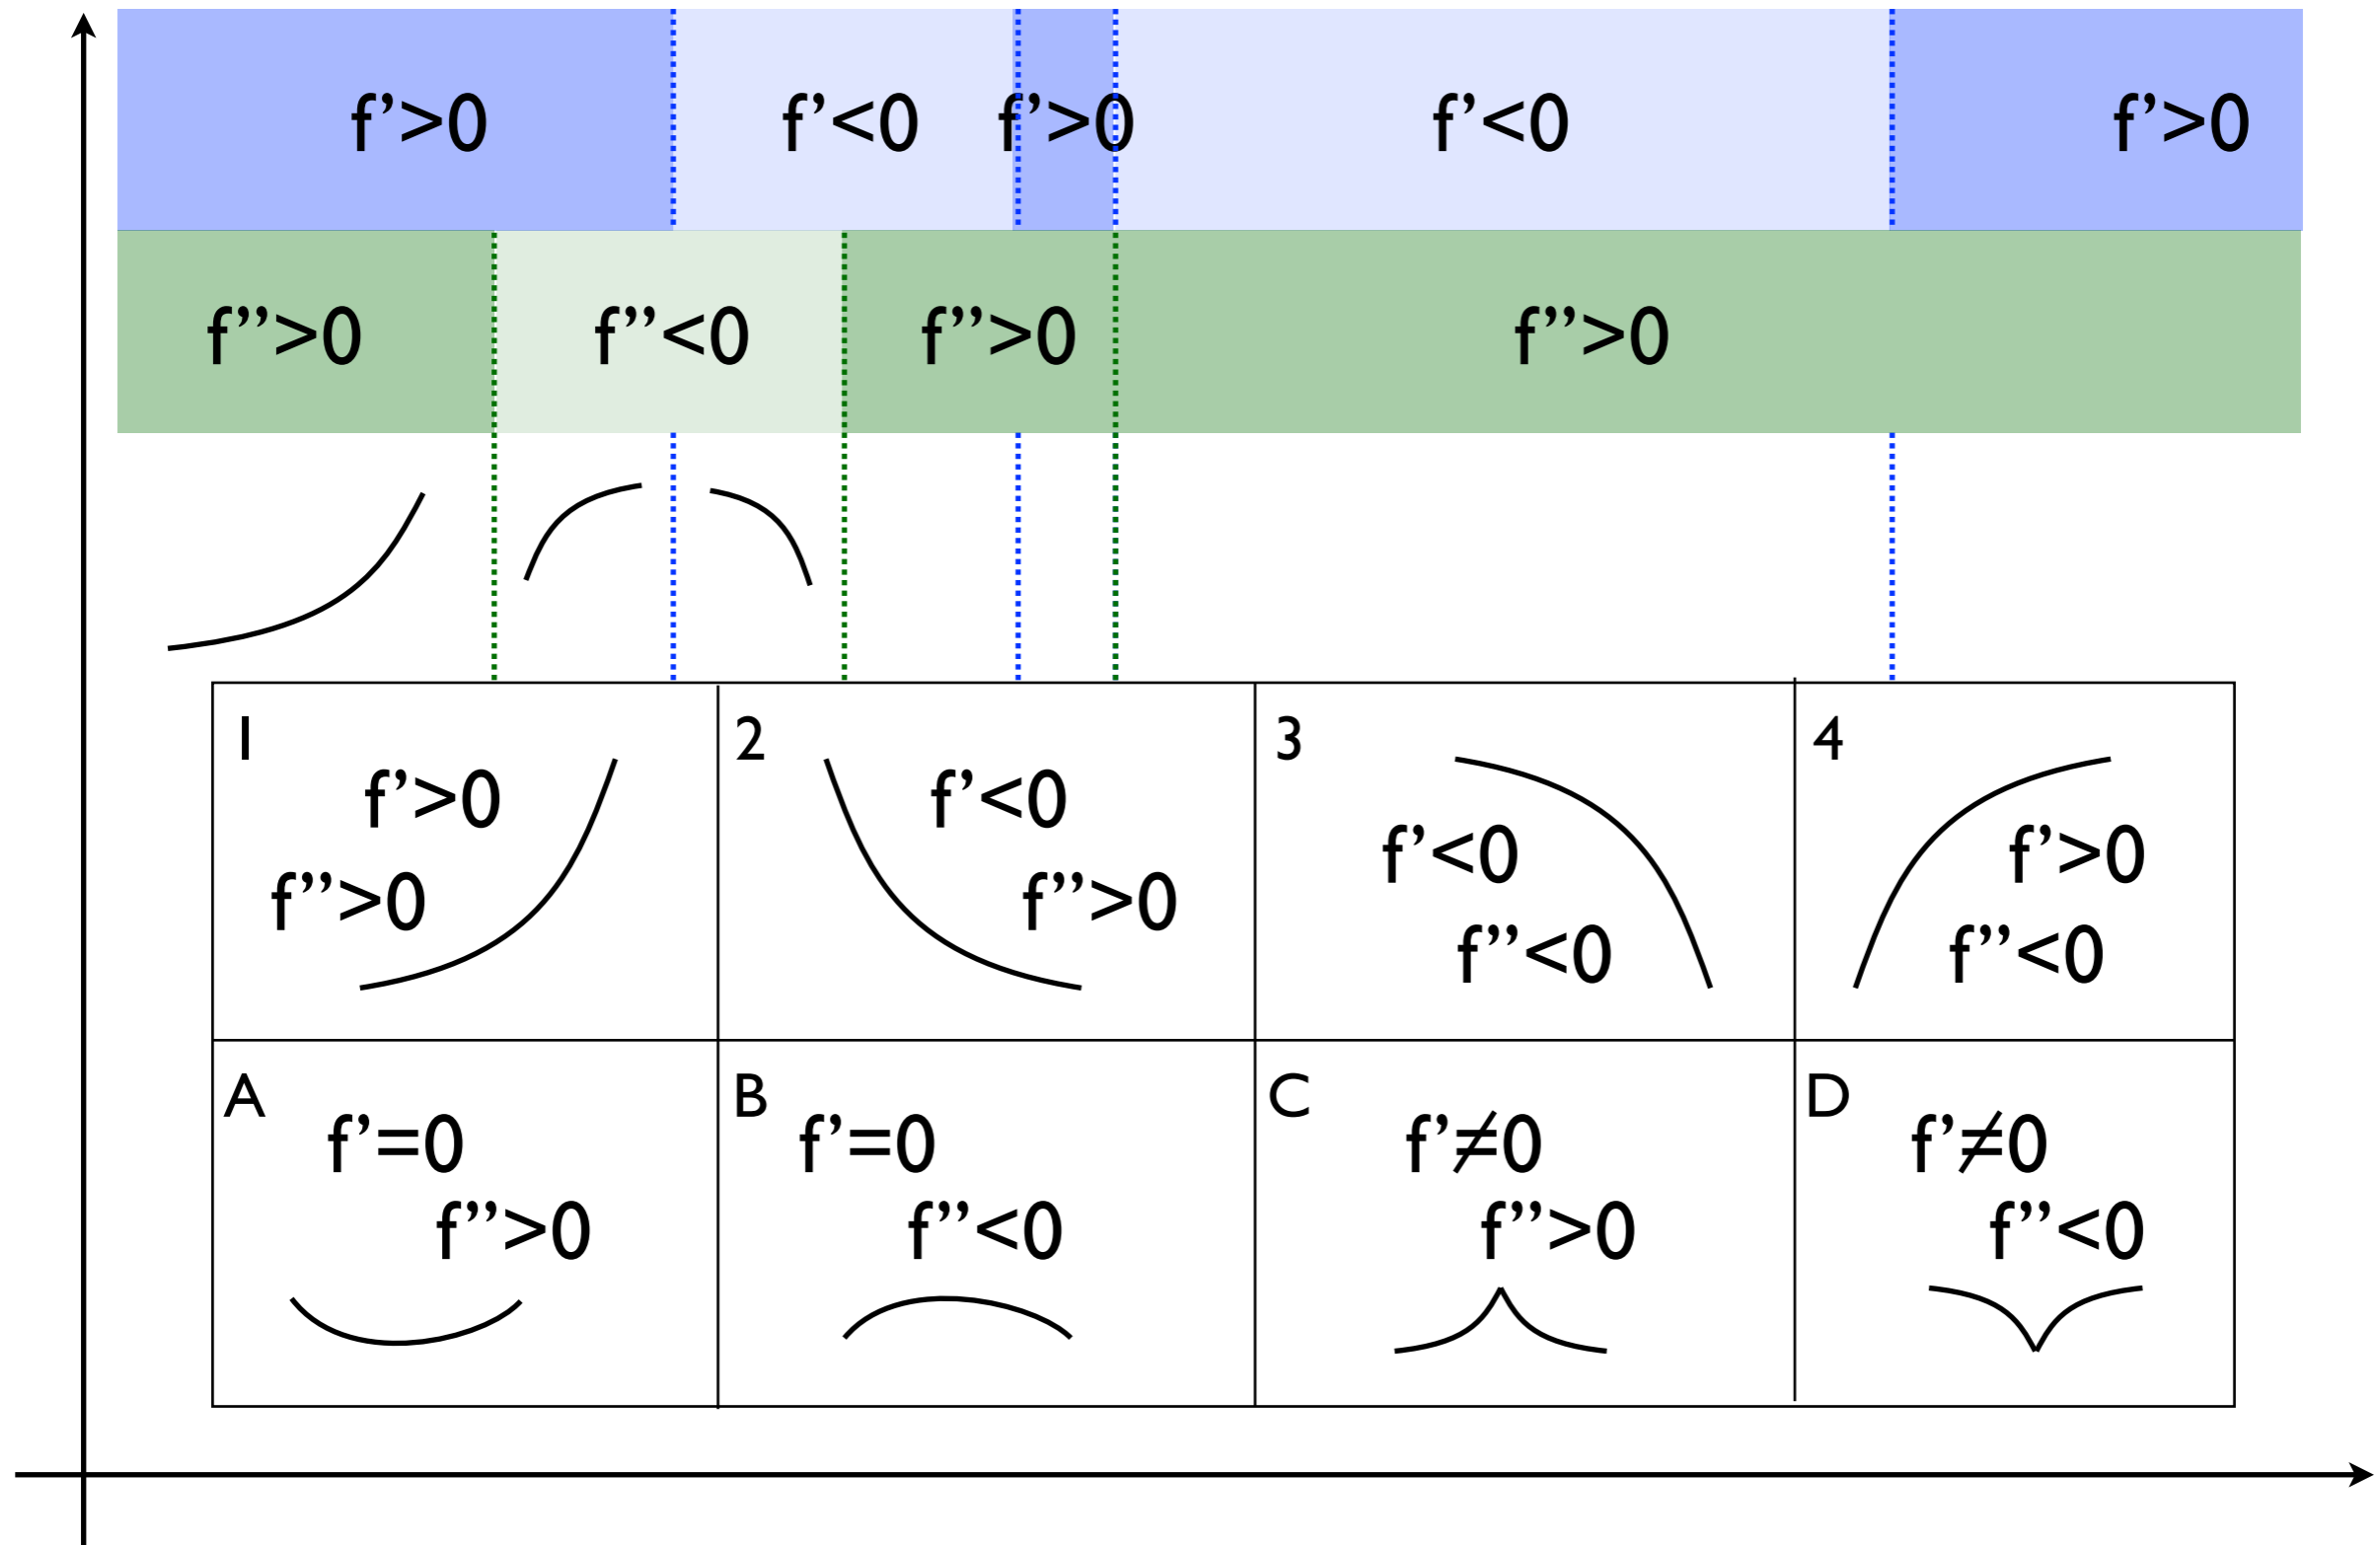 f’>0 f’<0 f’>0 f’<0 f’>0
f’’>0 f’’<0 f’’>0 f’’>0
1 2 3 4
f’>0 f’<0 f’<0 f’>0
f’’>0 f’’>0 f’’<0 f’’<0
A B C D
f’=0 f’=0 f’≠0 f’≠0
f’’>0 f’’<0 f’’>0 f’’<0